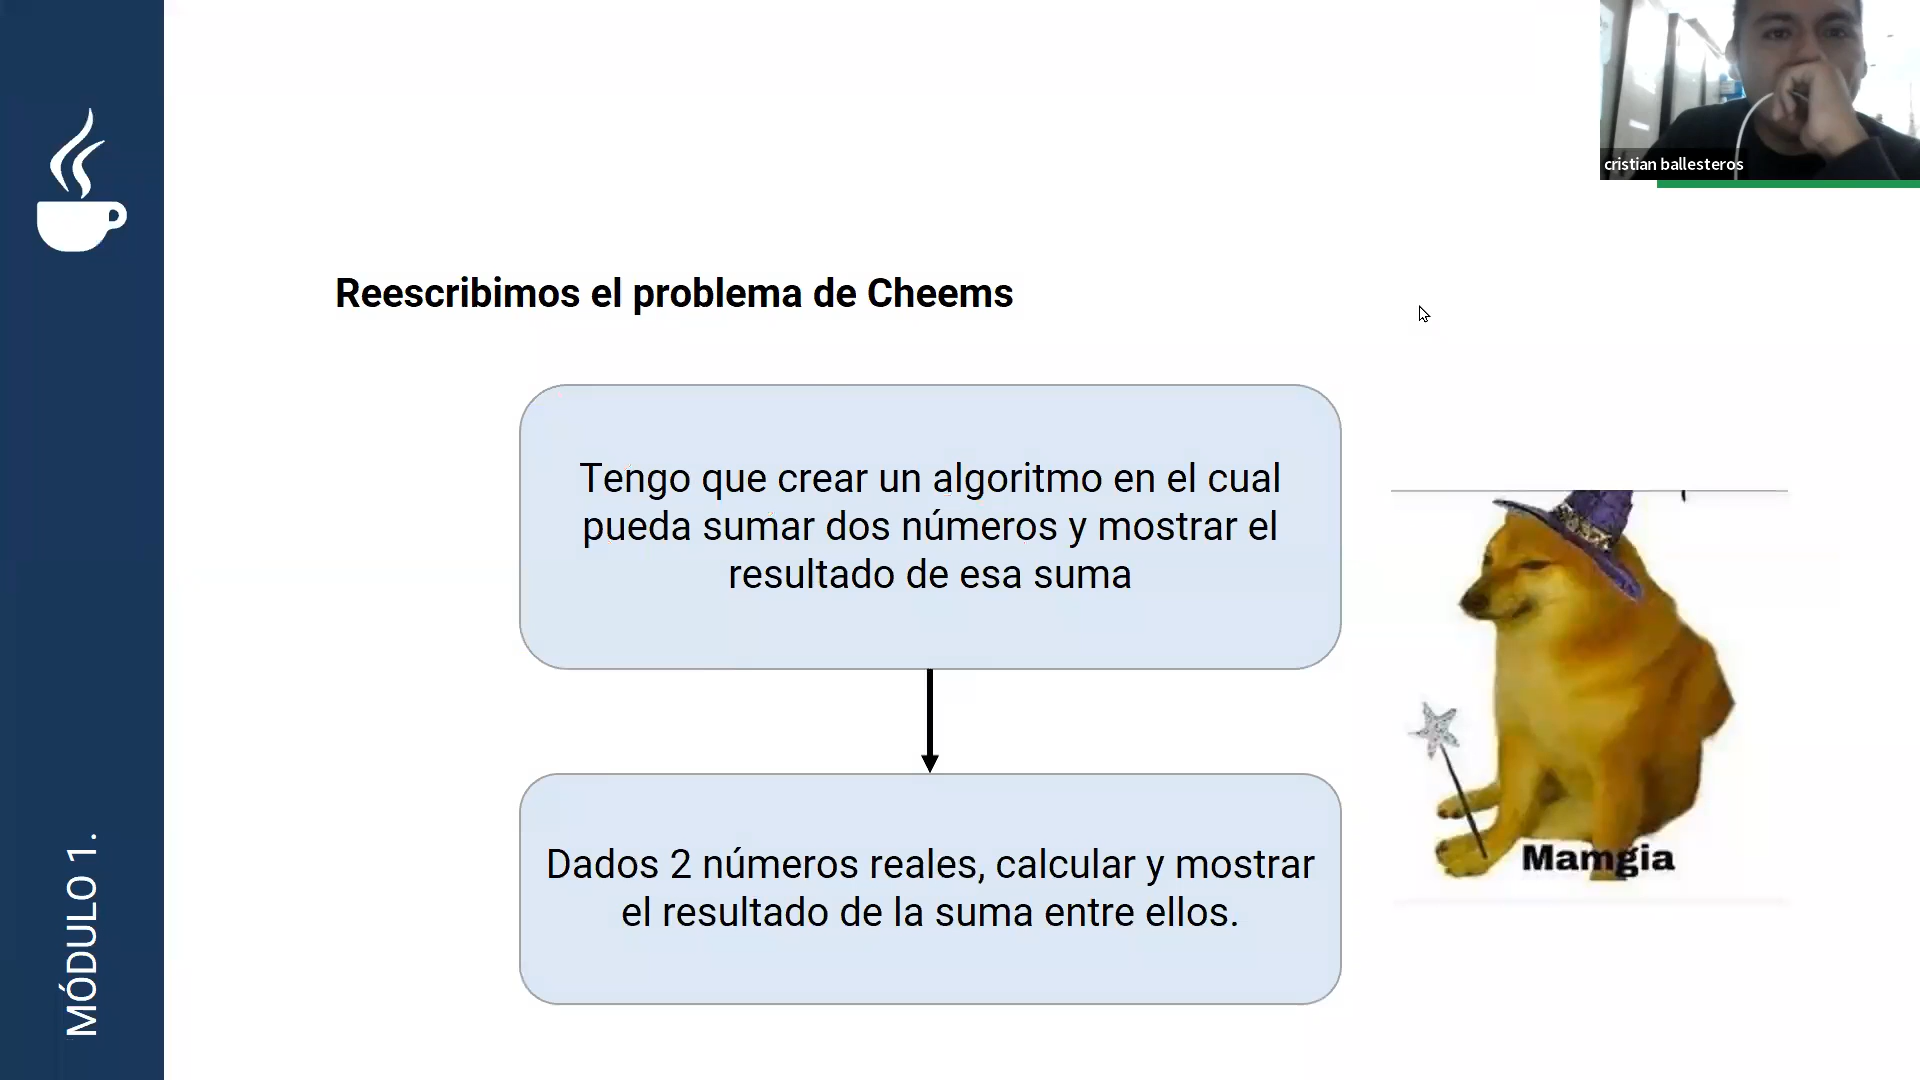 cristian ballesteros
Reescribimos el problema de Cheems
Tengo que crear un algoritmo en el cual
pueda sumar dos números y mostrar el
resultado de esa suma
Dados 2 números reales, calcular y mostrar
el resultado de la suma entre ellos.
Mamgia
MÓDULO 1.